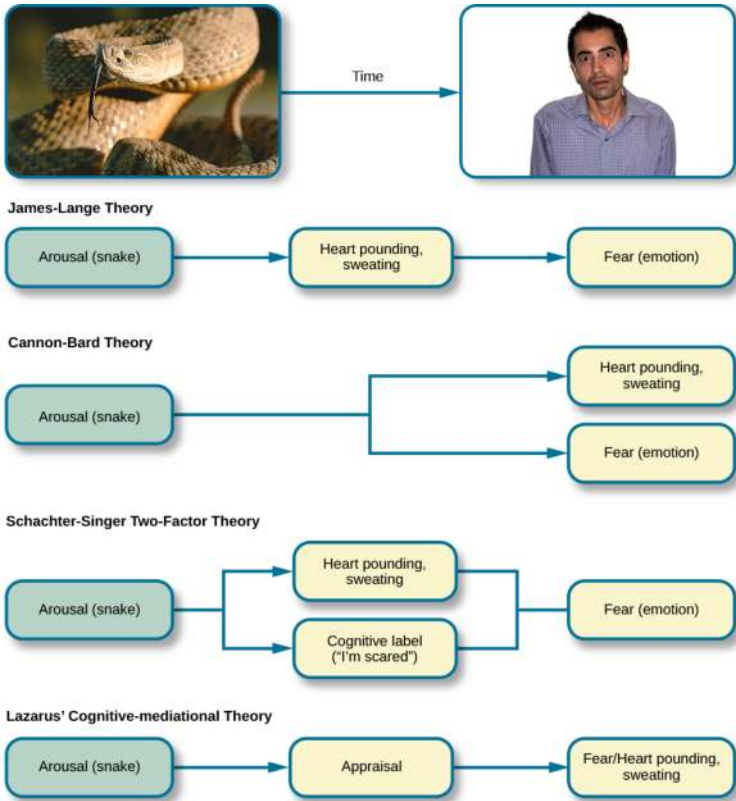 Time
James-Lange Theory
Arousal (snake)
Heart pounding,
sweating
Fear (emotion)
Cannon-Bard Theory
Arousal (snake)
Heart pounding,
sweating
Fear (emotion)
Schachter-Singer Two-Factor Theory
Arousal (snake)
Heart pounding,
sweating
Cognitive label
(“I’m scared”)
Fear (emotion)
Lazarus’ Cognitive-mediational Theory
Arousal (snake)
Appraisal
Fear/Heart pounding,
sweating